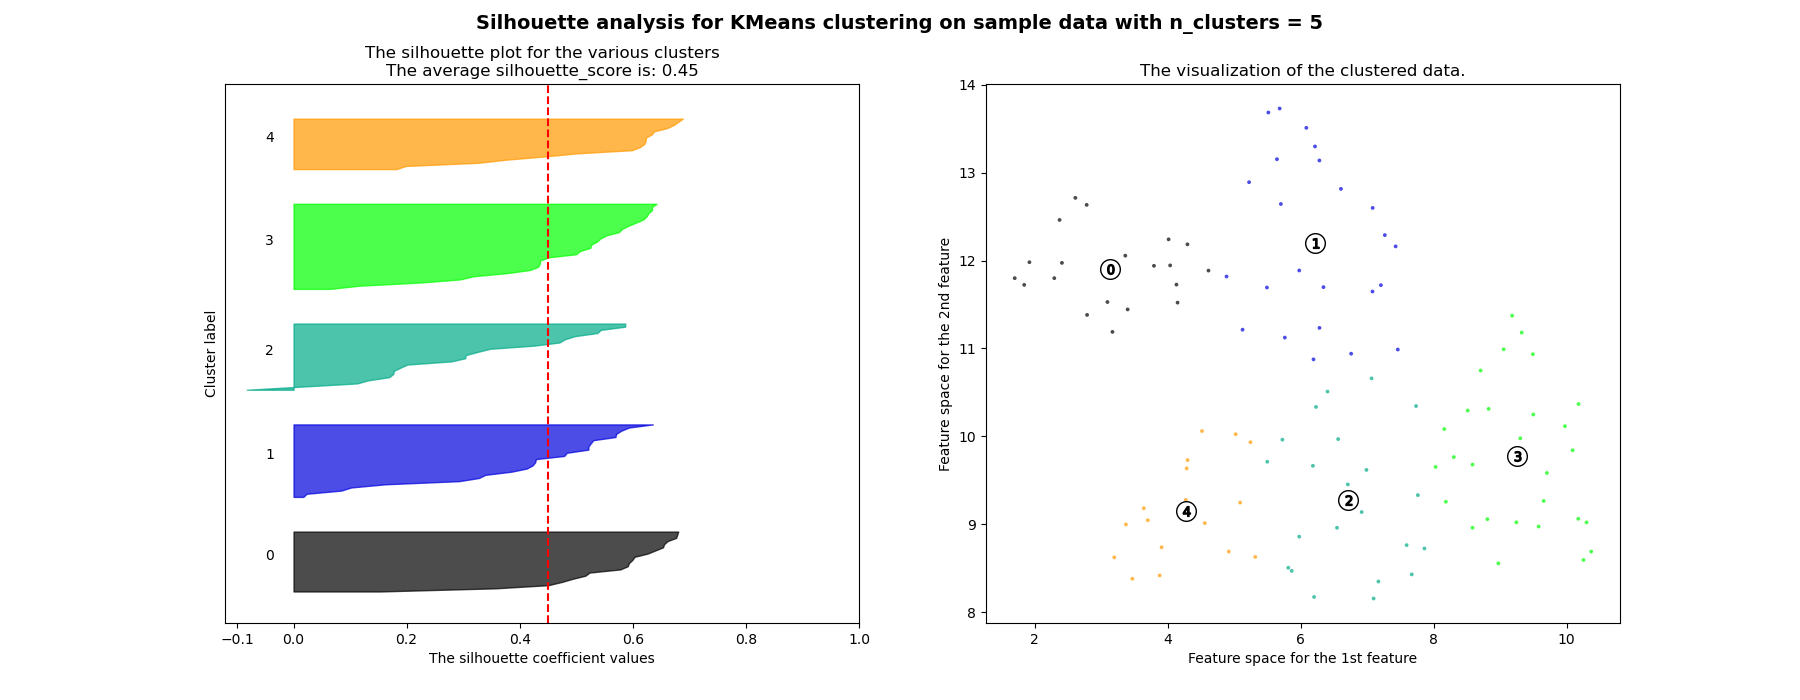 Silhouette analysis for KMeans clustering on sample data with n_clusters = 5
The silhouette plot for the various clusters
The average silhouette_score is: 0.45
4
3
2
1
0
Cluster label
−0.1 0.0 0.2 0.4 0.6 0.8 1.0
The silhouette coefficient values
The visualization of the clustered data.
14
13
12
11
10
9
8
Feature space for the 2nd feature
1
0
3
2
4
2 4 6 8 10
Feature space for the 1st feature